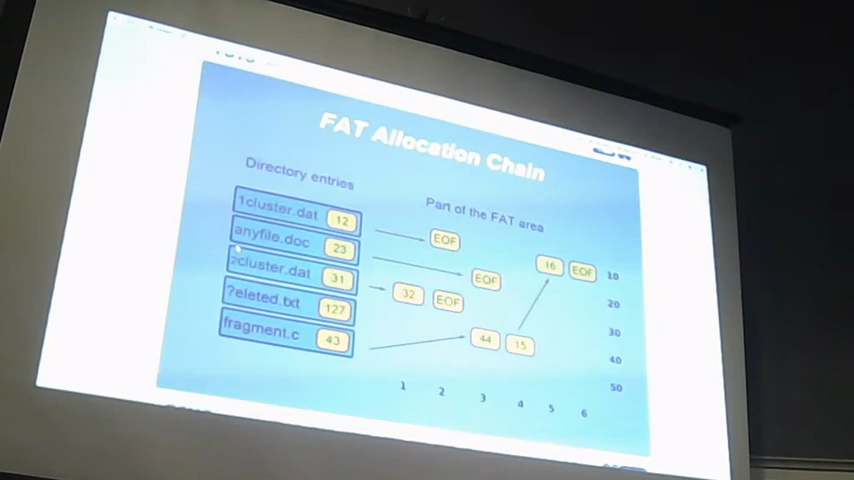 FAT Allocation Chain
Directory entries
Part of the FAT area
1cluster.dat 12
anyfile.doc 23
2cluster.dat 31
?eleted.txt 127
fragment.c 43
EOF
EOF
32 EOF
44 15
16 EOF
10
20
30
40
50
1 2 3 4 5 6